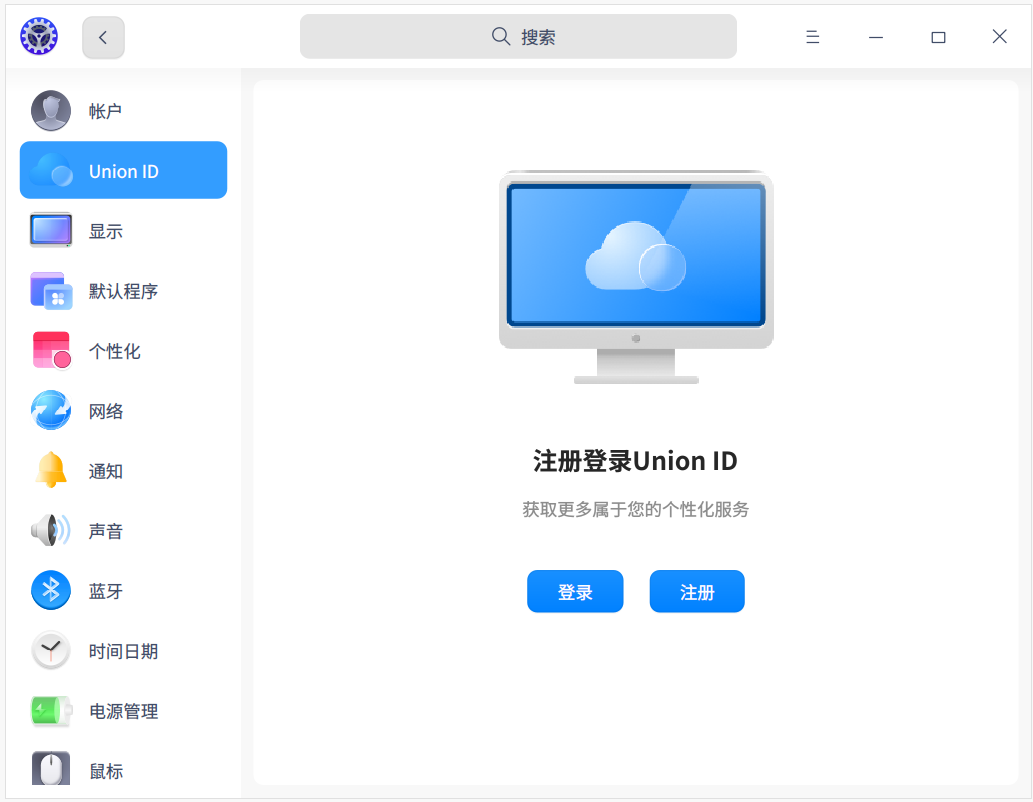 搜索
帐户
Union ID
显示
默认程序
个性化
网络
通知
声音
蓝牙
时间日期
电源管理
鼠标
注册登录Union ID
获取更多属于您的个性化服务
登录
注册